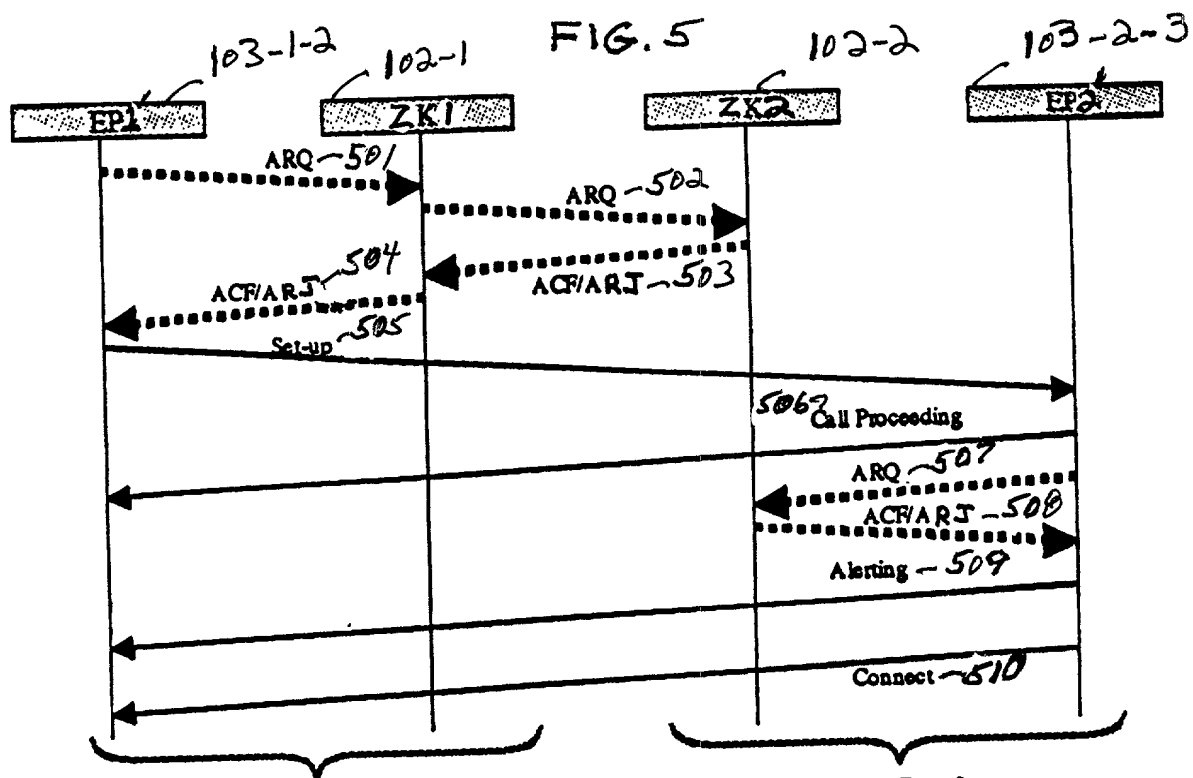 FIG. 5
103-1-2
102-1
102-2
103-2-3
EP1
ZK1
ZK2
EP2
ARQ ~501
ARQ ~502
ACF/ARJ ~503
ACF/ARJ ~504
Set-up ~505
506
Call Proceeding
ARQ ~507
ACF/ARJ ~508
Alerting ~509
Connect ~510